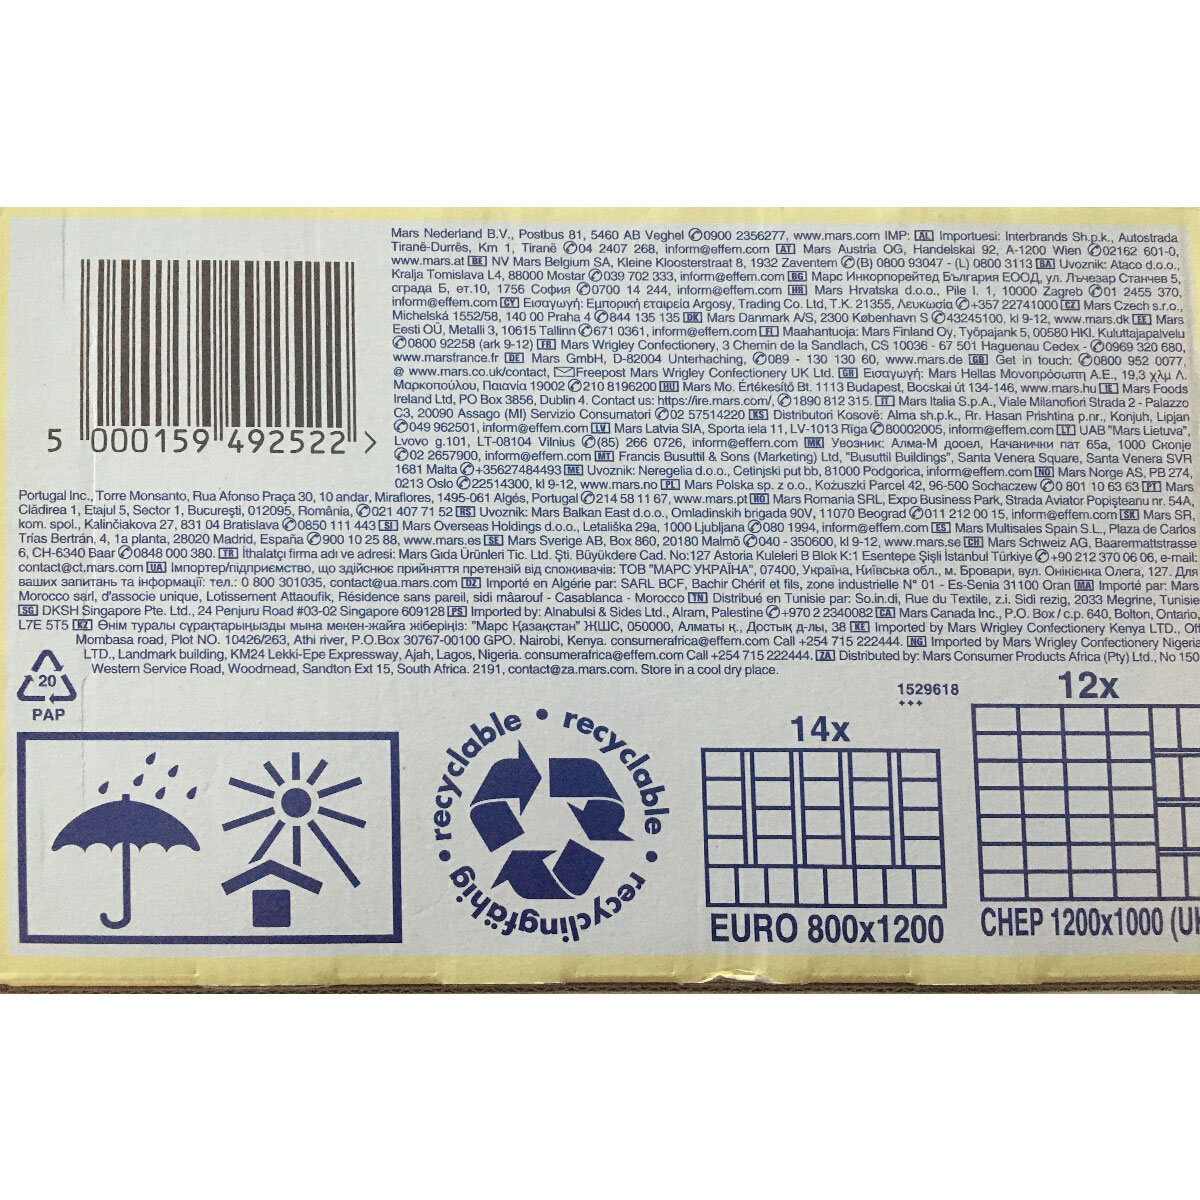 Mars Nederland B.V., Postbus 81, 5460 AB Veghel ✆0900 2356277, www.mars.com IMP: AL Importuesi: Interbrands Sh.p.k., Autostrada
Tiranë-Durrës, Km 1, Tiranë ✆04 2407 268, inform@effem.com AT Mars Austria OG, Handelskai 92, A-1200 Wien ✆02162 601-0,
www.mars.at BE NV Mars Belgium SA, Kleine Kloosterstraat 8, 1932 Zaventem ✆(B) 0800 93047 - (L) 0800 3113 BA Uvoznik: Ataco d.o.o.,
Kralja Tomislava L4, 88000 Mostar ✆039 702 333, inform@effem.com BG Марс Инкорпорейтед България ЕООД, ул. Лъчезар Станчев 5,
сграда Б, ет.10, 1756 София ✆0700 14 244, inform@effem.com HR Mars Hrvatska d.o.o., Pile I. 1, 10000 Zagreb ✆01 2455 370,
inform@effem.com CY Εισαγωγή: Εμπορική εταιρεία Argosy, Trading Co. Ltd, T.K. 21355, Λευκωσία ✆+357 22741000 CZ Mars Czech s.r.o.,
Michelská 1552/58, 140 00 Praha 4 ✆844 135 135 DK Mars Danmark A/S, 2300 København S ✆43245100, kl 9-12, www.mars.dk EE Mars
Eesti OÜ, Metalli 3, 10615 Tallinn ✆671 0361, inform@effem.com FI Maahantuoja: Mars Finland Oy, Työpajank 5, 00580 HKI, Kuluttajapalvelu
✆0800 92258 (ark 9-12) FR Mars Wrigley Confectionery, 3 Chemin de la Sandlach, CS 10036 - 67 501 Haguenau Cedex - ✆0969 320 680,
www.marsfrance.fr DE Mars GmbH, D-82004 Unterhaching, ✆089 - 130 130 60, www.mars.de GB Get in touch: ✆0800 952 0077,
@ www.mars.co.uk/contact, ✉Freepost Mars Wrigley Confectionery UK Ltd. GR Εισαγωγή: Mars Hellas Μονοπρόσωπη Α.Ε., 19,3 χλμ Λ.
Μαρκοπούλου, Παιανία 19002 ✆210 8196200 HU Mars Mo. Értékesítő Bt. 1113 Budapest, Bocskai út 134-146, www.mars.hu IE Mars Foods
Ireland Ltd, PO Box 3856, Dublin 4. Contact us: https://ire.mars.com/, ✆1890 812 315. IT Mars Italia S.p.A., Viale Milanofiori Strada 2 - Palazzo
C3, 20090 Assago (MI) Servizio Consumatori ✆02 57514220 KS Distributori Kosovë: Alma sh.p.k., Rr. Hasan Prishtina p.nr., Konjuh, Lipjan
✆049 962501, inform@effem.com LV Mars Latvia SIA, Sporta iela 11, LV-1013 Rīga ✆80002005, inform@effem.com LT UAB "Mars Lietuva",
Lvovo g.101, LT-08104 Vilnius ✆(85) 266 0726, inform@effem.com MK Увозник: Алма-М дооел, Качанички пат 65а, 1000 Скопје
✆02 2657900, inform@effem.com MT Francis Busuttil & Sons (Marketing) Ltd, "Busuttil Buildings", Santa Venera Square, Santa Venera SVR
1681 Malta ✆+35627484493 ME Uvoznik: Neregelia d.o.o., Cetinjski put bb, 81000 Podgorica, inform@effem.com NO Mars Norge AS, PB 274,
0213 Oslo ✆22514300, kl 9-12, www.mars.no PL Mars Polska sp. z o.o., Kożuszki Parcel 42, 96-500 Sochaczew ✆0 801 10 63 63 PT Mars
Portugal Inc., Torre Monsanto, Rua Afonso Praça 30, 10 andar, Miraflores, 1495-061 Algés, Portugal ✆214 58 11 67, www.mars.pt RO Mars Romania SRL, Expo Business Park, Strada Aviator Popișteanu nr. 54A,
Clădirea 1, Etajul 5, Sector 1, București, 012095, România, ✆021 407 71 52 RS Uvoznik: Mars Balkan East d.o.o., Omladinskih brigada 90V, 11070 Beograd ✆011 212 00 15, inform@effem.com SK Mars SR,
kom. spol., Kalinčiakova 27, 831 04 Bratislava ✆0850 111 443 SI Mars Overseas Holdings d.o.o., Letališka 29a, 1000 Ljubljana ✆080 1994, inform@effem.com ES Mars Multisales Spain S.L., Plaza de Carlos
Trías Bertrán, 4, 1a planta, 28020 Madrid, España ✆900 10 25 88, www.mars.es SE Mars Sverige AB, Box 860, 20180 Malmö ✆040 - 350600, kl 9-12, www.mars.se CH Mars Schweiz AG, Baarermattstrasse
6, CH-6340 Baar ✆0848 000 380. TR İthalatçı firma adı ve adresi: Mars Gıda Ürünleri Tic. Ltd. Şti. Büyükdere Cad. No:127 Astoria Kuleleri B Blok K:1 Esentepe Şişli İstanbul Türkiye ✆+90 212 370 06 06, e-mail:
contact@ct.mars.com UA Імпортер/підприємство, що здійснює прийняття претензій від споживачів: ТОВ "МАРС УКРАЇНА", 07400, Україна, Київська обл., м. Бровари, вул. Онікієнка Олега, 127. Для
ваших запитань та інформації: тел.: 0 800 301035, contact@ua.mars.com DZ Importé en Algérie par: SARL BCF, Bachir Chérif et fils, zone industrielle N° 01 - Es-Senia 31100 Oran MA Importé par: Mars
Morocco sarl, d'associe unique, Lotissement Attaoufik, Résidence sans pareil, sidi mâarouf - Casablanca - Morocco TN Distribué en Tunisie par: So.in.di, Rue du Textile, z.i. Sidi rezig, 2033 Megrine, Tunisie
SG DKSH Singapore Pte. Ltd., 24 Penjuru Road #03-02 Singapore 609128 PS Imported by: Alnabulsi & Sides Ltd., Alram, Palestine ✆+970 2 2340082 CA Mars Canada Inc., P.O. Box / c.p. 640, Bolton, Ontario,
L7E 5T5 KZ Өнім туралы сұрақтарыңызды мына мекен-жайға жіберіңіз: "Марс Қазақстан" ЖШС, 050000, Алматы қ., Достық д-лы, 38 KE Imported by Mars Wrigley Confectionery Kenya LTD., Off
Mombasa road, Plot NO. 10426/263, Athi river, P.O.Box 30767-00100 GPO. Nairobi, Kenya. consumerafrica@effem.com Call +254 715 222444. NG Imported by Mars Wrigley Confectionery Nigeria
LTD., Landmark building, KM24 Lekki-Epe Expressway, Ajah, Lagos, Nigeria. consumerafrica@effem.com Call +254 715 222444. ZA Distributed by: Mars Consumer Products Africa (Pty) Ltd., No 150
Western Service Road, Woodmead, Sandton Ext 15, South Africa. 2191, contact@za.mars.com. Store in a cool dry place.
5 000159 492522 >
20
PAP
recyclable • recyclable • recyclingfähig •
1529618
14x
EURO 800x1200
12x
CHEP 1200x1000